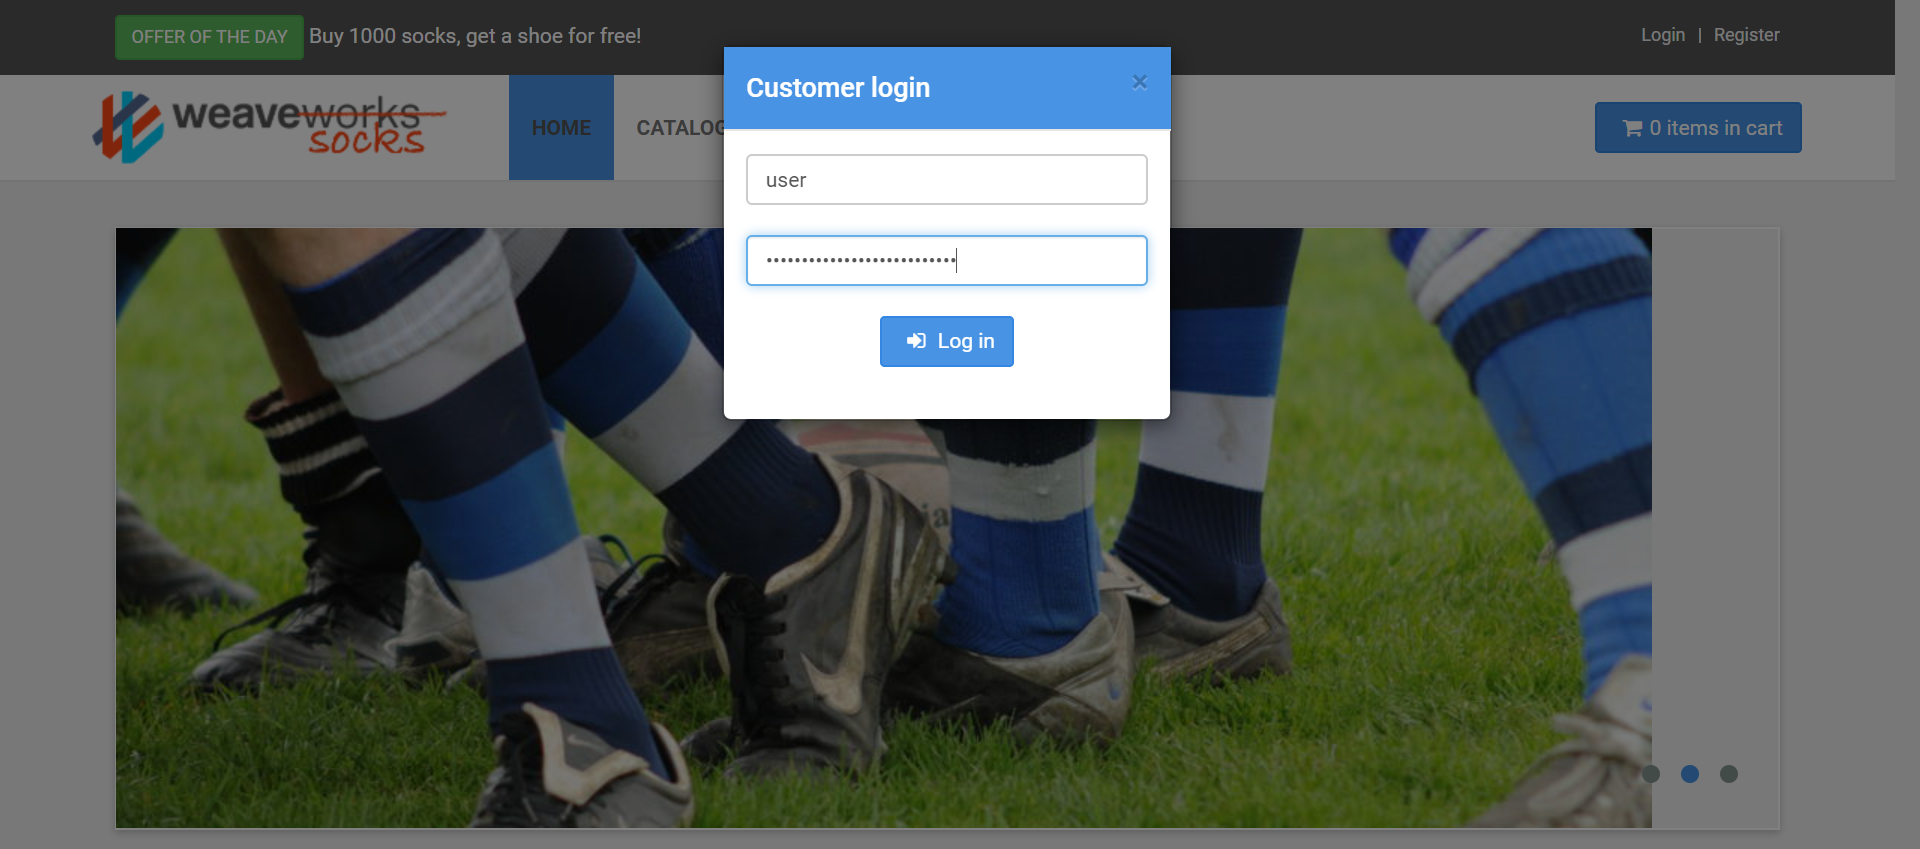 OFFER OF THE DAY Buy 1000 socks, get a shoe for free!
Login | Register
Customer login ×
weaveworks
socks
HOME
CATALOG
0 items in cart
user
•••••••••••••••••••••••••••
Log in